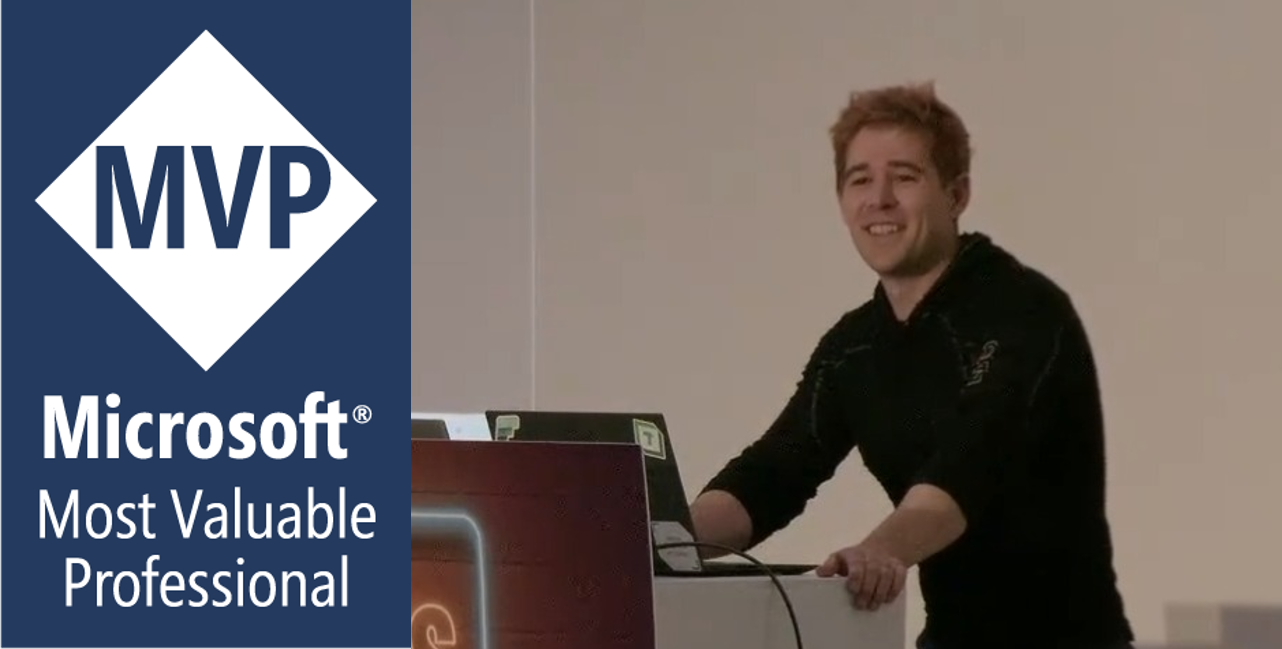 MVP
Microsoft®
Most Valuable
Professional